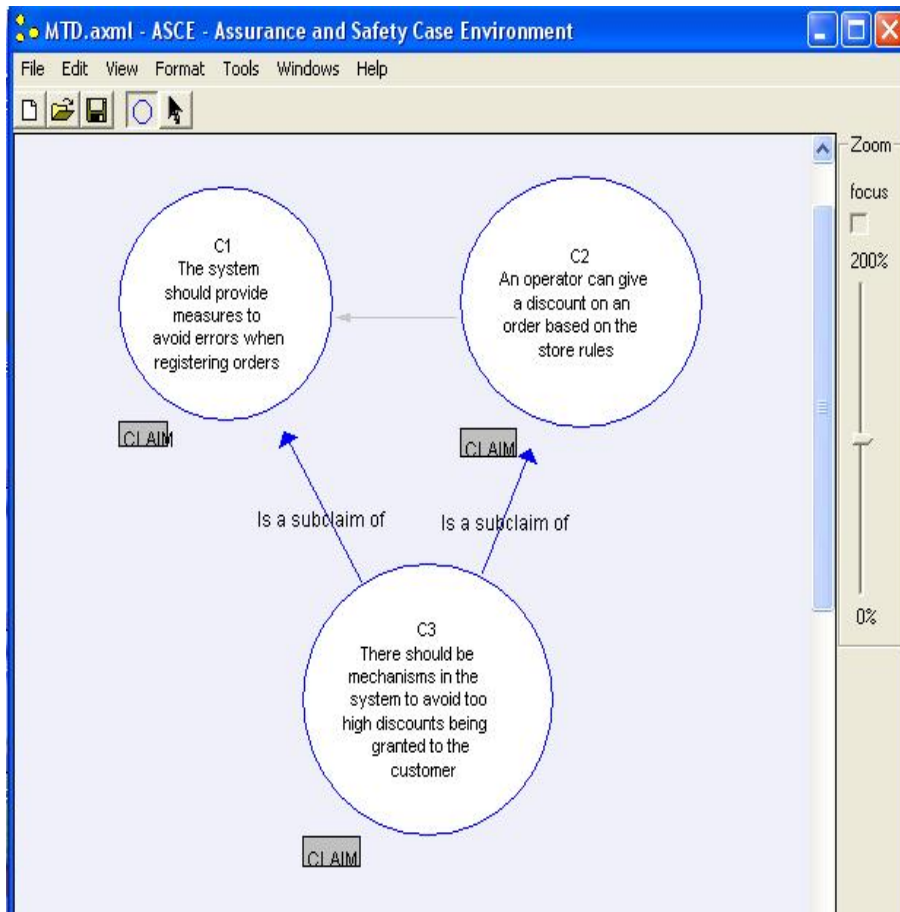 MTD.axml - ASCE - Assurance and Safety Case Environment
File Edit View Format Tools Windows Help
Zoom
focus
200%
0%
C1
The system
should provide
measures to
avoid errors when
registering orders
CLAIM
C2
An operator can give
a discount on an
order based on the
store rules
CLAIM
Is a subclaim of
Is a subclaim of
C3
There should be
mechanisms in the
system to avoid too
high discounts being
granted to the
customer
CLAIM